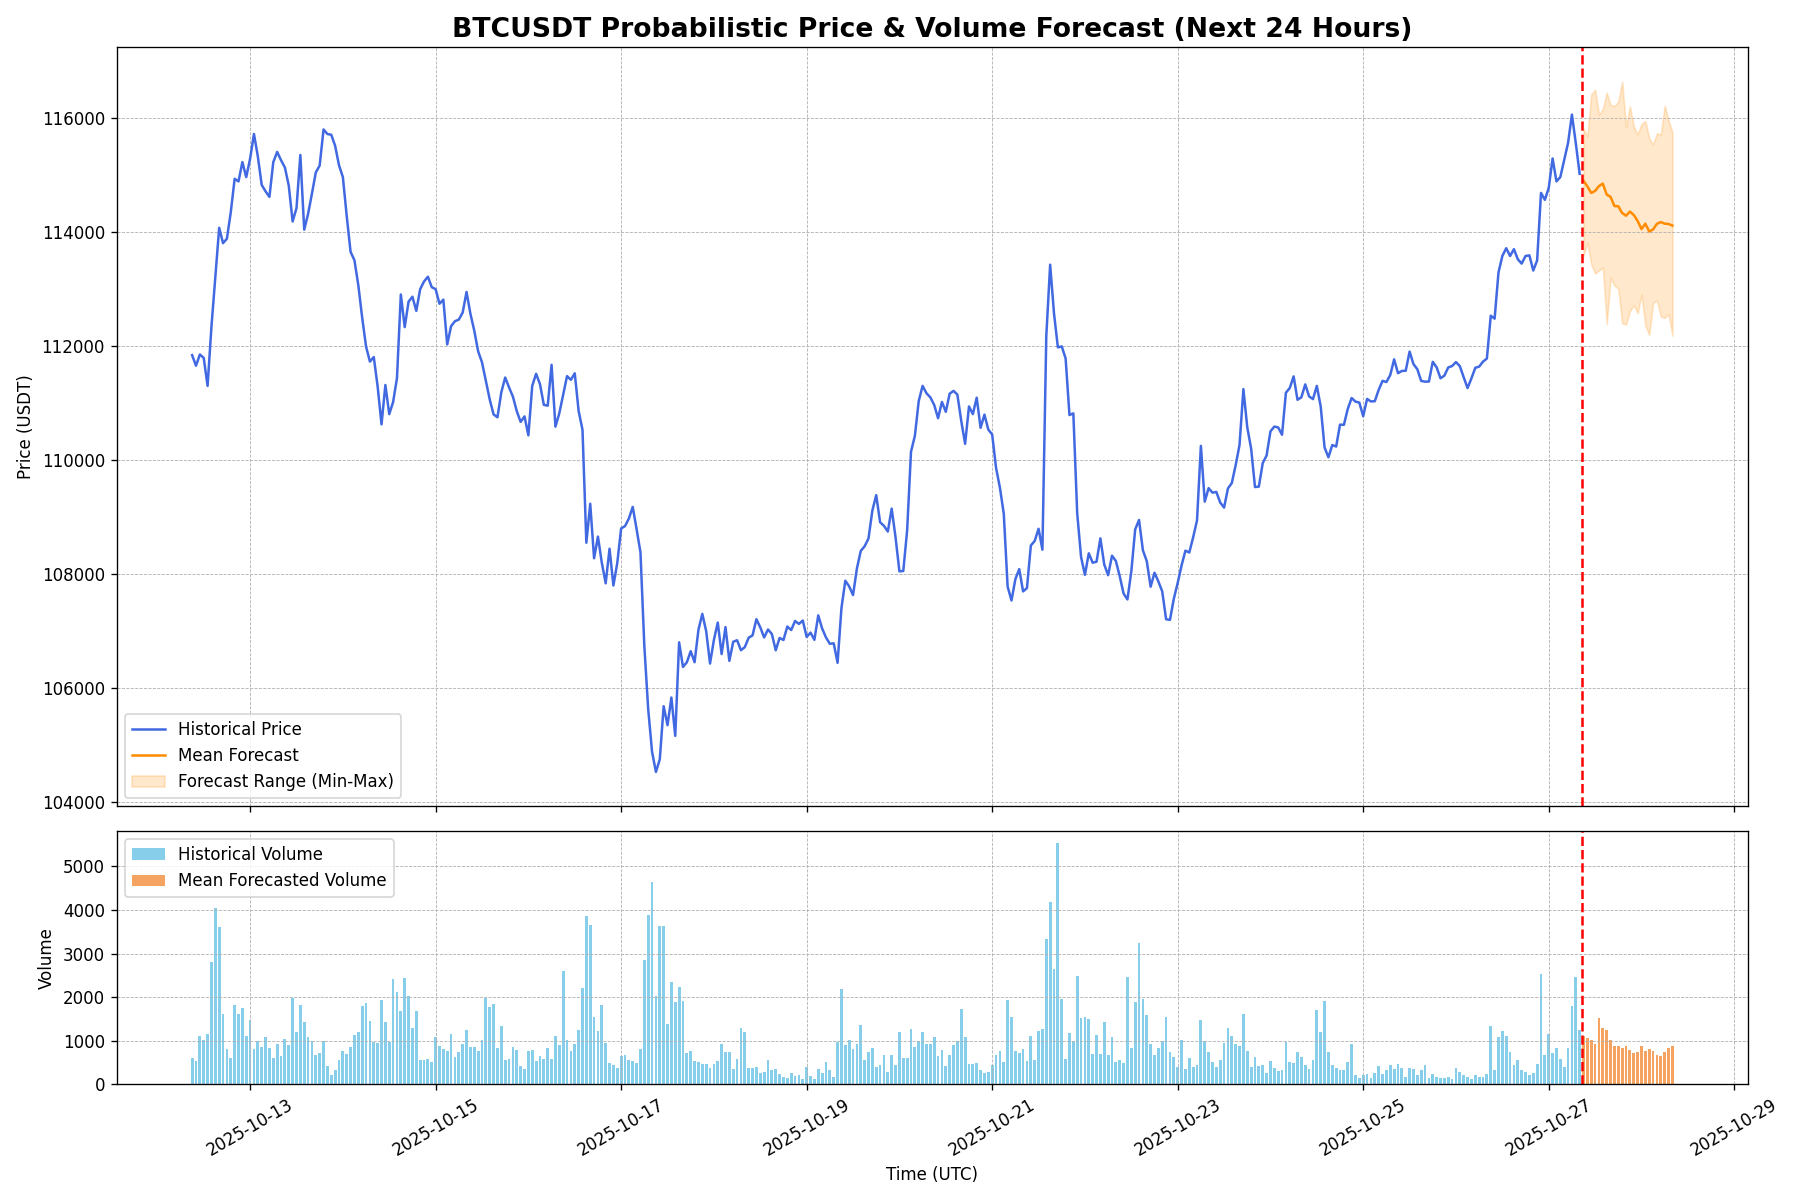 BTCUSDT Probabilistic Price & Volume Forecast (Next 24 Hours)
Price (USDT)
116000
114000
112000
110000
108000
106000
104000
Historical Price
Mean Forecast
Forecast Range (Min-Max)
Volume
5000
4000
3000
2000
1000
0
Historical Volume
Mean Forecasted Volume
2025-10-13
2025-10-15
2025-10-17
2025-10-19
2025-10-21
2025-10-23
2025-10-25
2025-10-27
2025-10-29
Time (UTC)